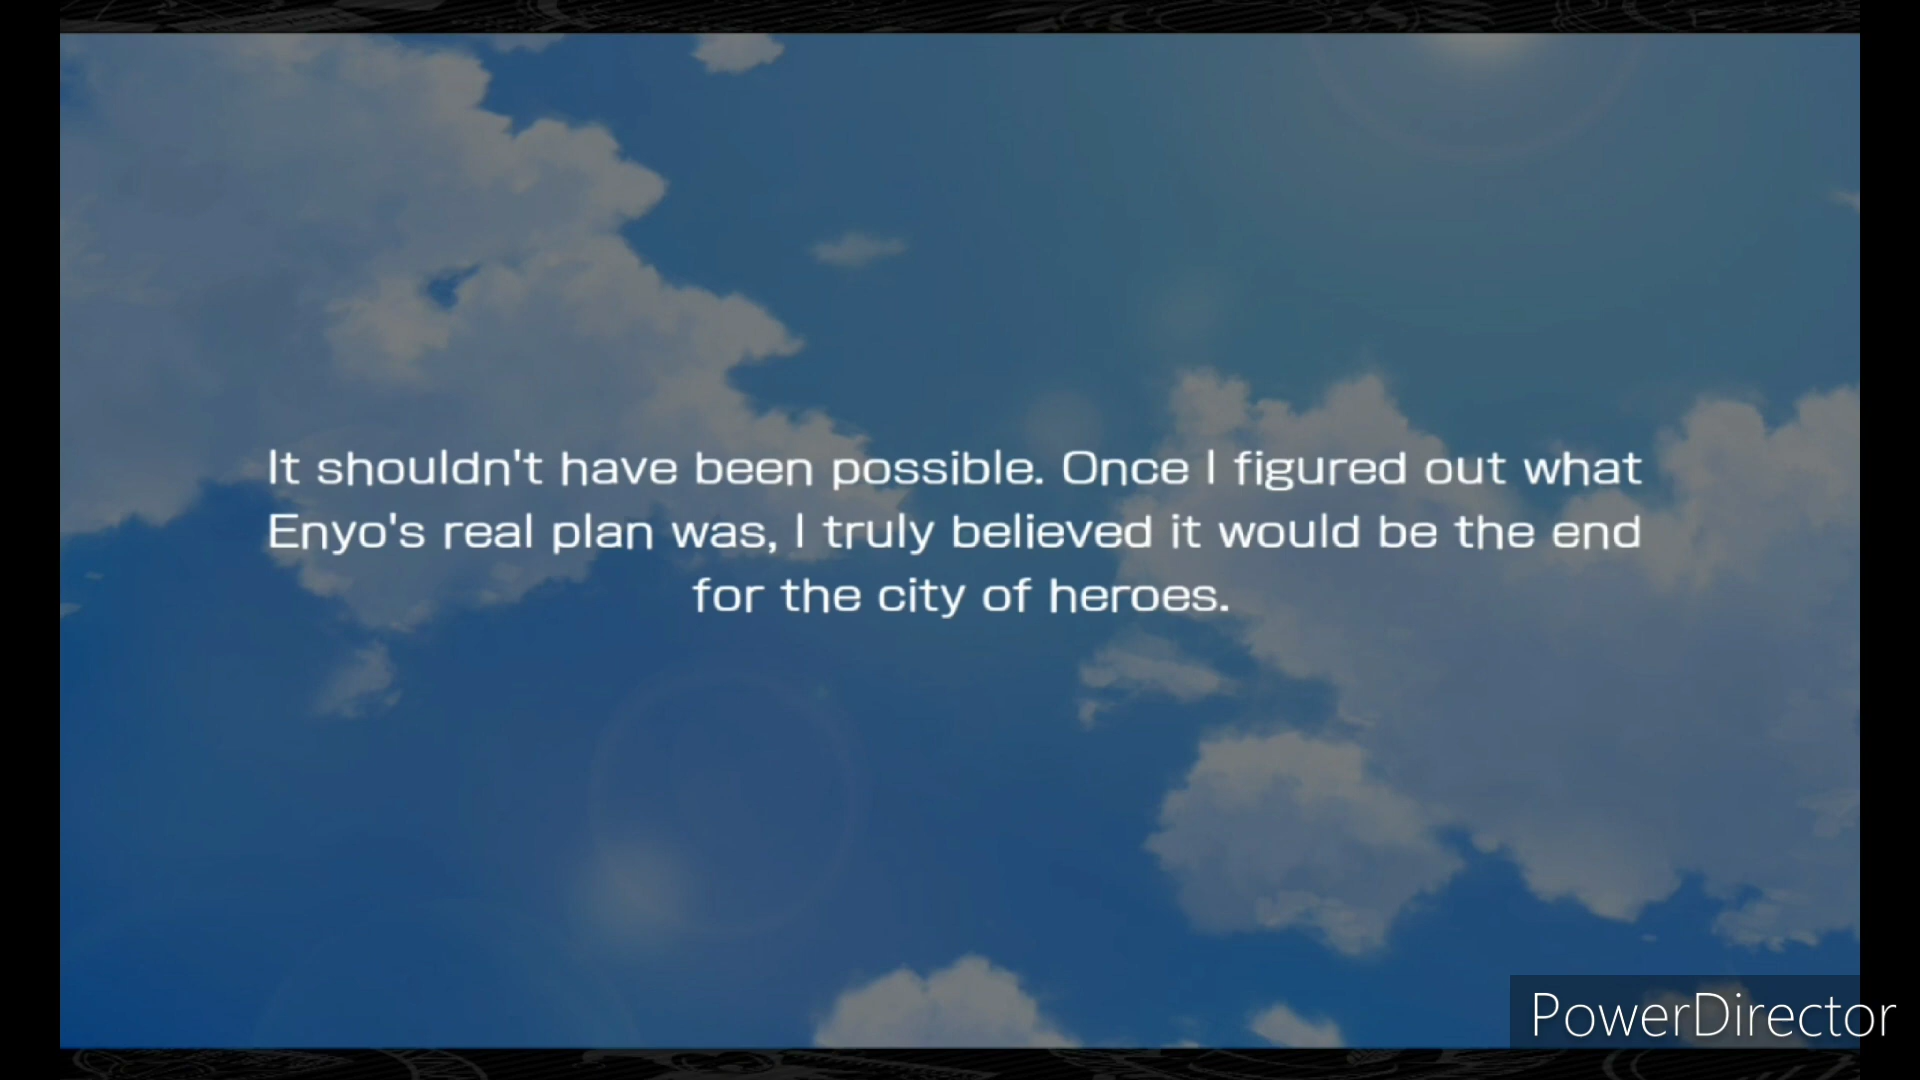 It shouldn't have been possible. Once I figured out what
Enyo's real plan was, I truly believed it would be the end
for the city of heroes.
PowerDirector